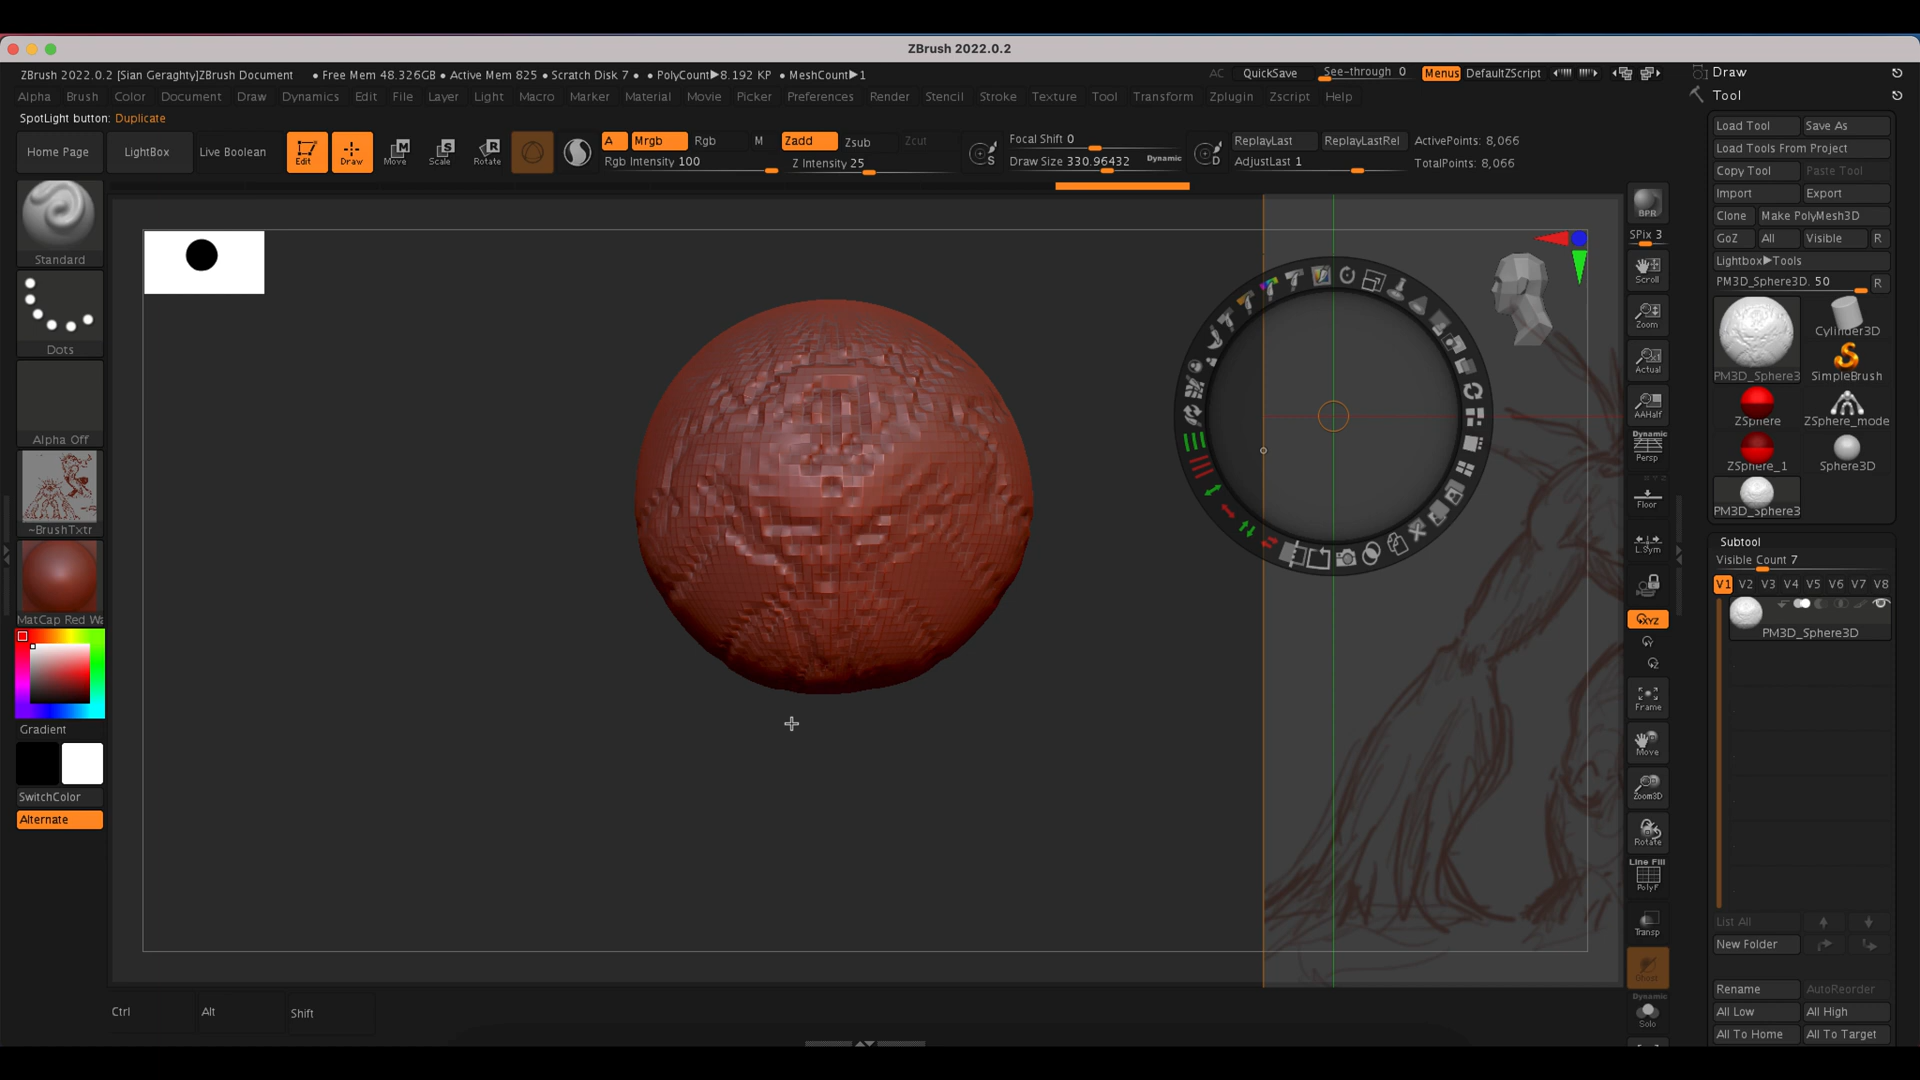 ZBrush 2022.0.2
ZBrush 2022.0.2 [Sian Geraghty]ZBrush Document • Free Mem 48.326GB • Active Mem 825 • Scratch Disk 7 • • PolyCount▶8.192 KP • MeshCount▶1
AC QuickSave See-through 0 Menus DefaultZScript
Draw
Alpha Brush Color Document Draw Dynamics Edit File Layer Light Macro Marker Material Movie Picker Preferences Render Stencil Stroke Texture Tool Transform Zplugin Zscript Help
Tool
SpotLight button: Duplicate
Home Page LightBox Live Boolean Edit Draw Move Scale Rotate
A Mrgb Rgb M Zadd Zsub Zcut
Rgb Intensity 100 Z Intensity 25
Focal Shift 0
Draw Size 330.96432 Dynamic
ReplayLast ReplayLastRel ActivePoints: 8,066
AdjustLast 1 TotalPoints: 8,066
Standard
Dots
Alpha Off
~BrushTxtr
MatCap Red Wa
Gradient
SwitchColor
Alternate
Ctrl Alt Shift
BPR
SPix 3
Scroll
Zoom
Actual
AAHalf
Dynamic
Persp
Floor
L.Sym
XYZ
Frame
Move
Zoom3D
Rotate
Line Fill
PolyF
Transp
Dynamic
Solo
Load Tool Save As
Load Tools From Project
Copy Tool Paste Tool
Import Export
Clone Make PolyMesh3D
GoZ All Visible R
Lightbox▶Tools
PM3D_Sphere3D. 50 R
PM3D_Sphere3 Cylinder3D
SimpleBrush
ZSphere ZSphere_mode
ZSphere_1 Sphere3D
PM3D_Sphere3
Subtool
Visible Count 7
V1 V2 V3 V4 V5 V6 V7 V8
PM3D_Sphere3D
List All
New Folder
Rename AutoReorder
All Low All High
All To Home All To Target